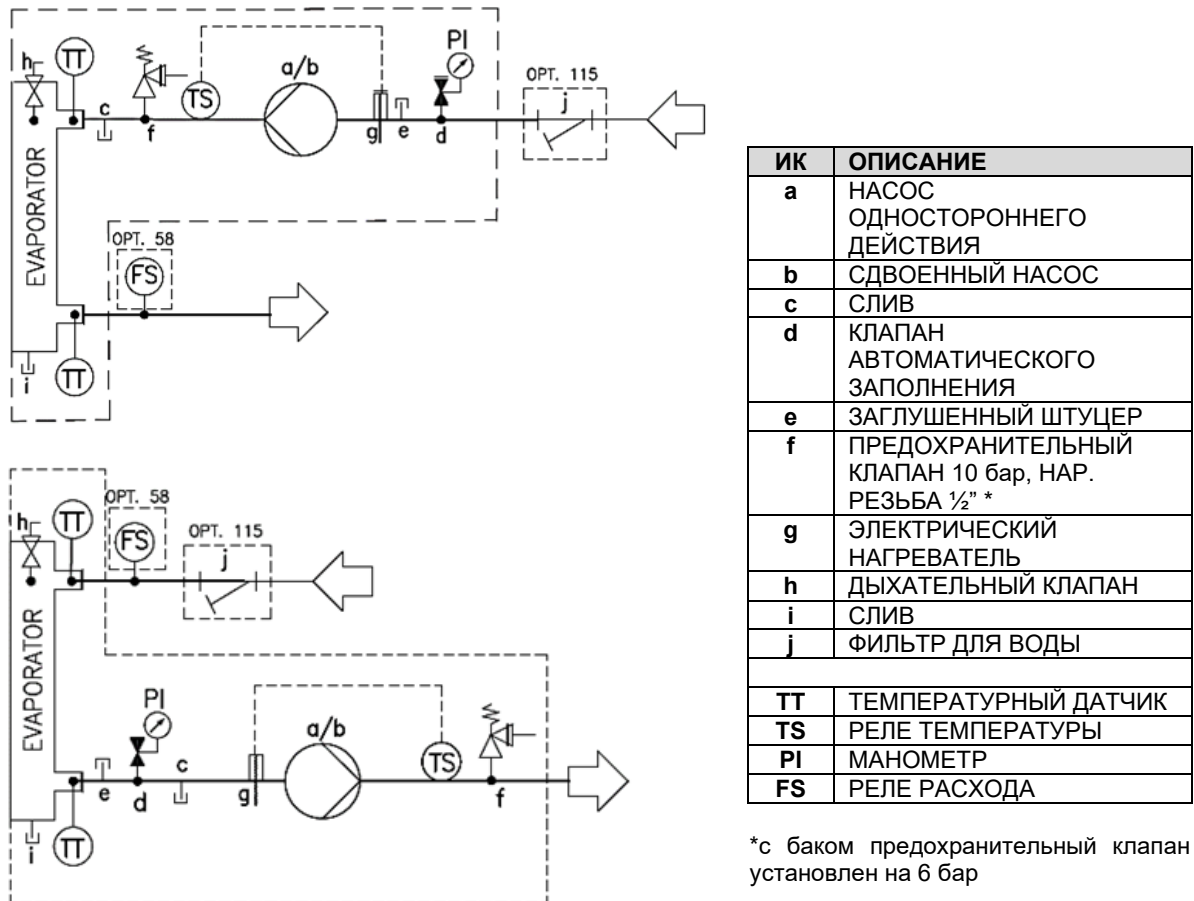 PI
h
TT
a/b
OPT. 115
c
TS
j
f
g
e
d
EVAPORATOR
OPT. 58
FS
i
TT
OPT. 58
h
TT
FS
OPT. 115
j
EVAPORATOR
PI
a/b
c
TS
e
d
g
f
i
TT
ИК ОПИСАНИЕ
a НАСОС
ОДНОСТОРОННЕГО
ДЕЙСТВИЯ
b СДВОЕННЫЙ НАСОС
c СЛИВ
d КЛАПАН
АВТОМАТИЧЕСКОГО
ЗАПОЛНЕНИЯ
e ЗАГЛУШЕННЫЙ ШТУЦЕР
f ПРЕДОХРАНИТЕЛЬНЫЙ
КЛАПАН 10 бар, НАР.
РЕЗЬБА ½” *
g ЭЛЕКТРИЧЕСКИЙ
НАГРЕВАТЕЛЬ
h ДЫХАТЕЛЬНЫЙ КЛАПАН
i СЛИВ
j ФИЛЬТР ДЛЯ ВОДЫ
TT ТЕМПЕРАТУРНЫЙ ДАТЧИК
TS РЕЛЕ ТЕМПЕРАТУРЫ
PI МАНОМЕТР
FS РЕЛЕ РАСХОДА
*с баком предохранительный клапан
установлен на 6 бар